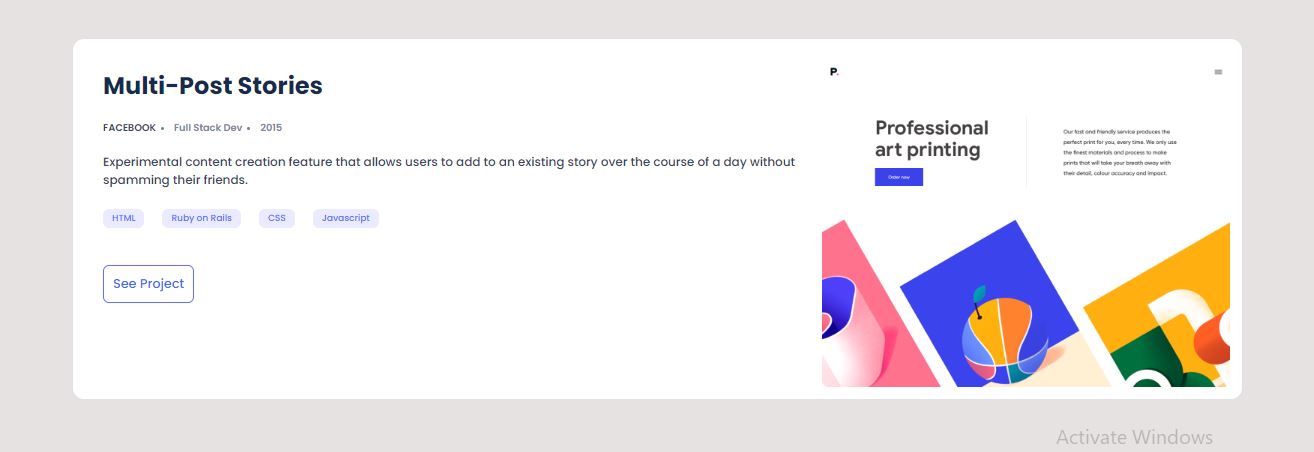 Multi-Post Stories
FACEBOOK • Full Stack Dev • 2015
Experimental content creation feature that allows users to add to an existing story over the course of a day without
spamming their friends.
HTML Ruby on Rails CSS Javascript
See Project
P.
Professional
art printing
Order now
Our fast and friendly service produces the
perfect print for you, every time. We only use
the finest materials and process to make
prints that will take your breath away with
their detail, colour accuracy and impact.
Activate Windows